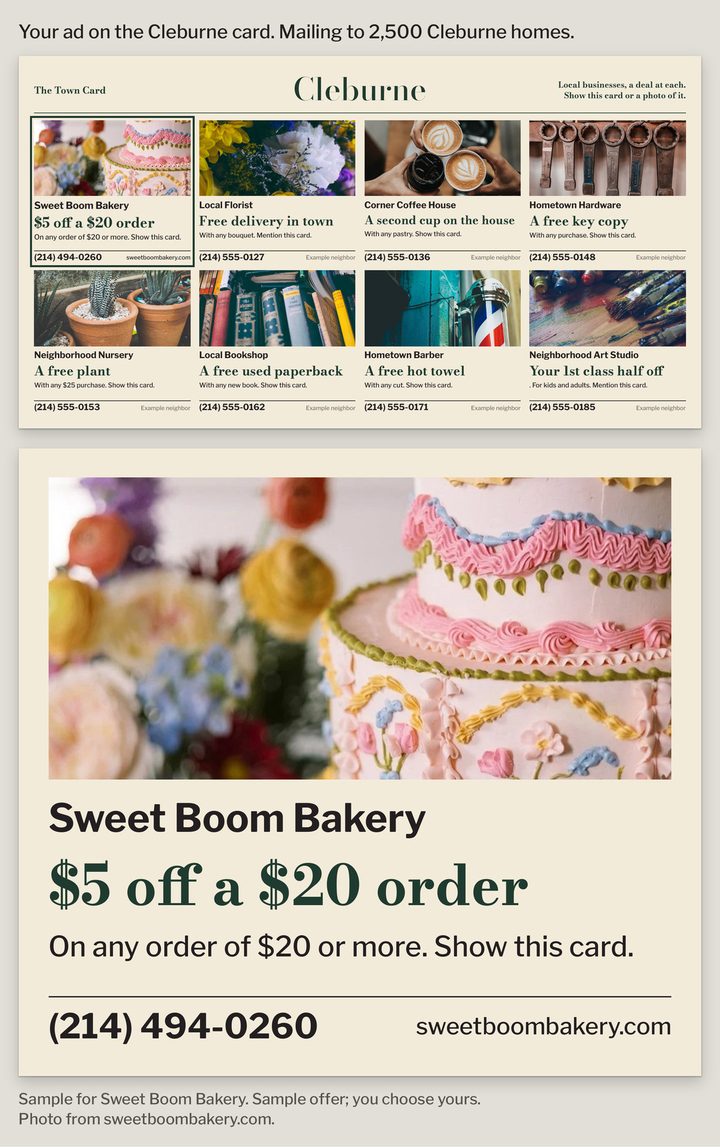 Your ad on the Cleburne card. Mailing to 2,500 Cleburne homes.
The Town Card
Cleburne
Local businesses, a deal at each.
Show this card or a photo of it.
Sweet Boom Bakery
$5 off a $20 order
On any order of $20 or more. Show this card.
(214) 494-0260 sweetboombakery.com
Local Florist
Free delivery in town
With any bouquet. Mention this card.
(214) 555-0127 Example neighbor
Corner Coffee House
A second cup on the house
With any pastry. Show this card.
(214) 555-0136 Example neighbor
Hometown Hardware
A free key copy
With any purchase. Show this card.
(214) 555-0148 Example neighbor
Neighborhood Nursery
A free plant
With any $25 purchase. Show this card.
(214) 555-0153 Example neighbor
Local Bookshop
A free used paperback
With any new book. Show this card.
(214) 555-0162 Example neighbor
Hometown Barber
A free hot towel
With any cut. Show this card.
(214) 555-0171 Example neighbor
Neighborhood Art Studio
Your 1st class half off
. For kids and adults. Mention this card.
(214) 555-0185 Example neighbor
Sweet Boom Bakery
$5 off a $20 order
On any order of $20 or more. Show this card.
(214) 494-0260 sweetboombakery.com
Sample for Sweet Boom Bakery. Sample offer; you choose yours.
Photo from sweetboombakery.com.